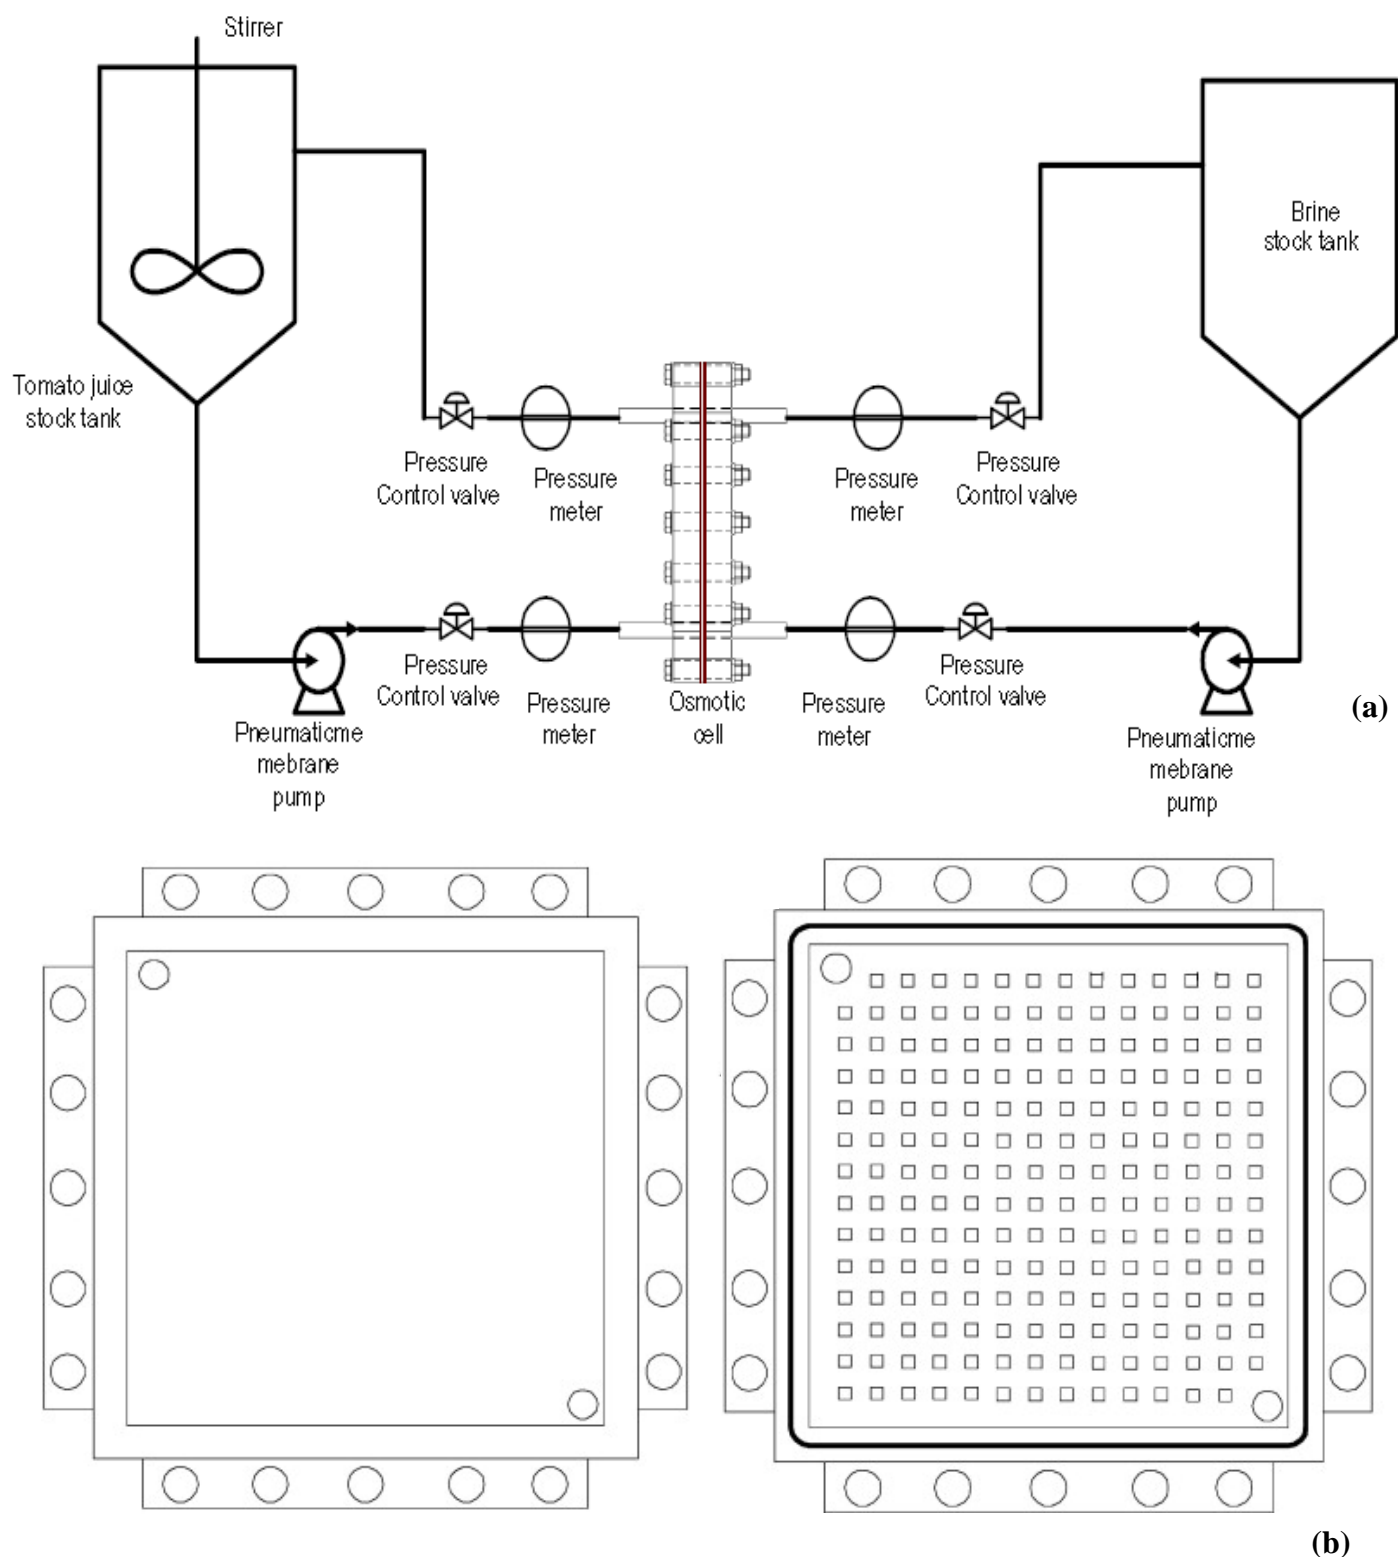 Stirrer
Brine
stock tank
Tomato juice
stock tank
Pressure
Control valve
Pressure
meter
Pressure
meter
Pressure
Control valve
Pressure
Control valve
Pressure
meter
Osmotic
cell
Pressure
meter
Pressure
Control valve
(a)
Pneumaticme
mebrane
pump
Pneumaticme
mebrane
pump
(b)